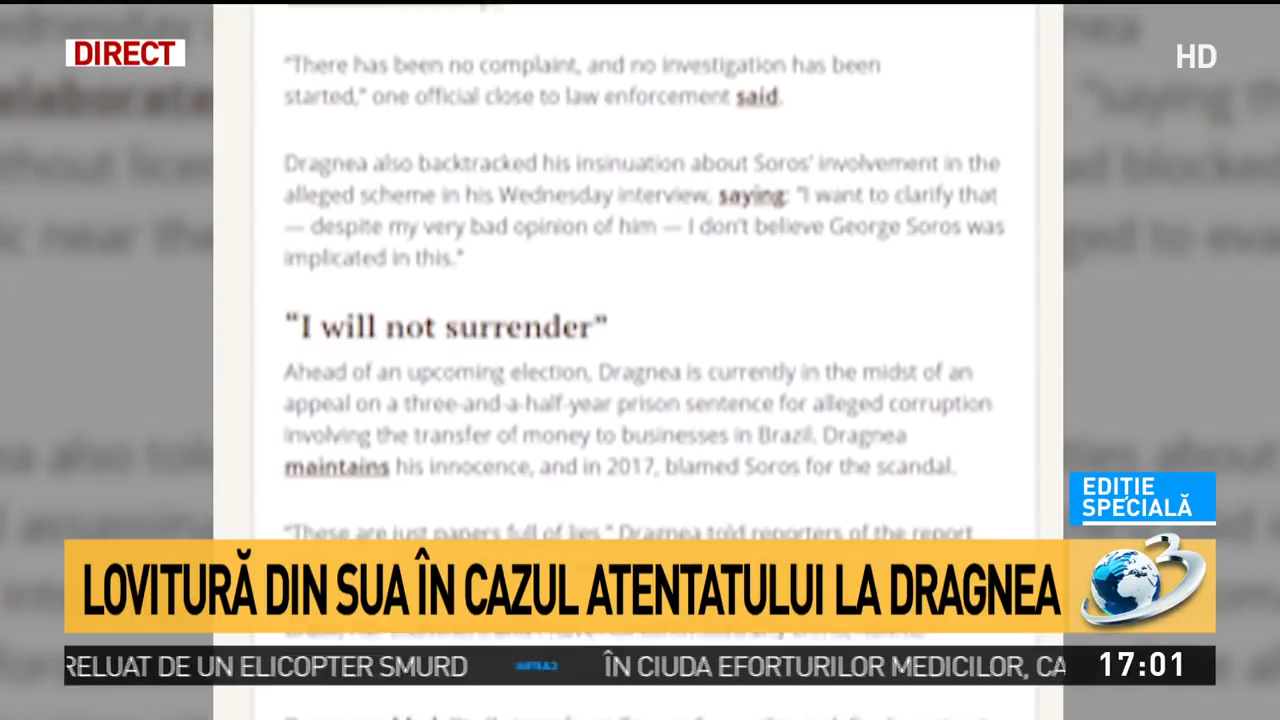 DIRECT
HD
"There has been no complaint, and no investigation has been
started," one official close to law enforcement said.
Dragnea also backtracked his insinuation about Soros' involvement in the
alleged scheme in his Wednesday interview, saying: "I want to clarify that
— despite my very bad opinion of him — I don't believe George Soros was
implicated in this."
"I will not surrender"
Ahead of an upcoming election, Dragnea is currently in the midst of an
appeal on a three-and-a-half-year prison sentence for alleged corruption
involving the transfer of money to businesses in Brazil. Dragnea
maintains his innocence, and in 2017, blamed Soros for the scandal.
"These are just papers full of lies," Dragnea told reporters of the report
EDIȚIE
SPECIALĂ
LOVITURĂ DIN SUA ÎN CAZUL ATENTATULUI LA DRAGNEA
3
RELUAT DE UN ELICOPTER SMURD ÎN CIUDA EFORTURILOR MEDICILOR, CA
17:01